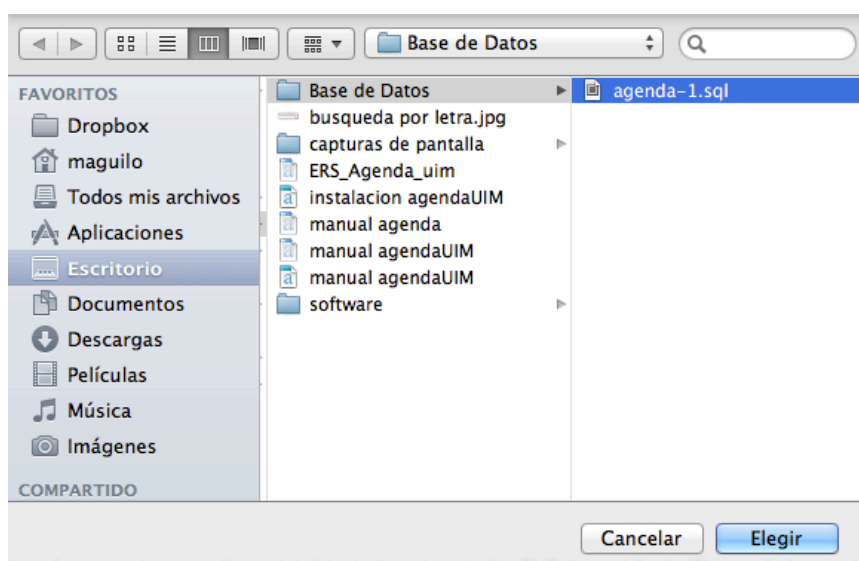 Base de Datos
FAVORITOS
Dropbox
maguilo
Todos mis archivos
Aplicaciones
Escritorio
Documentos
Descargas
Películas
Música
Imágenes
COMPARTIDO
Base de Datos
busqueda por letra.jpg
capturas de pantalla
ERS_Agenda_uim
instalacion agendaUIM
manual agenda
manual agendaUIM
manual agendaUIM
software
agenda-1.sql
Cancelar
Elegir